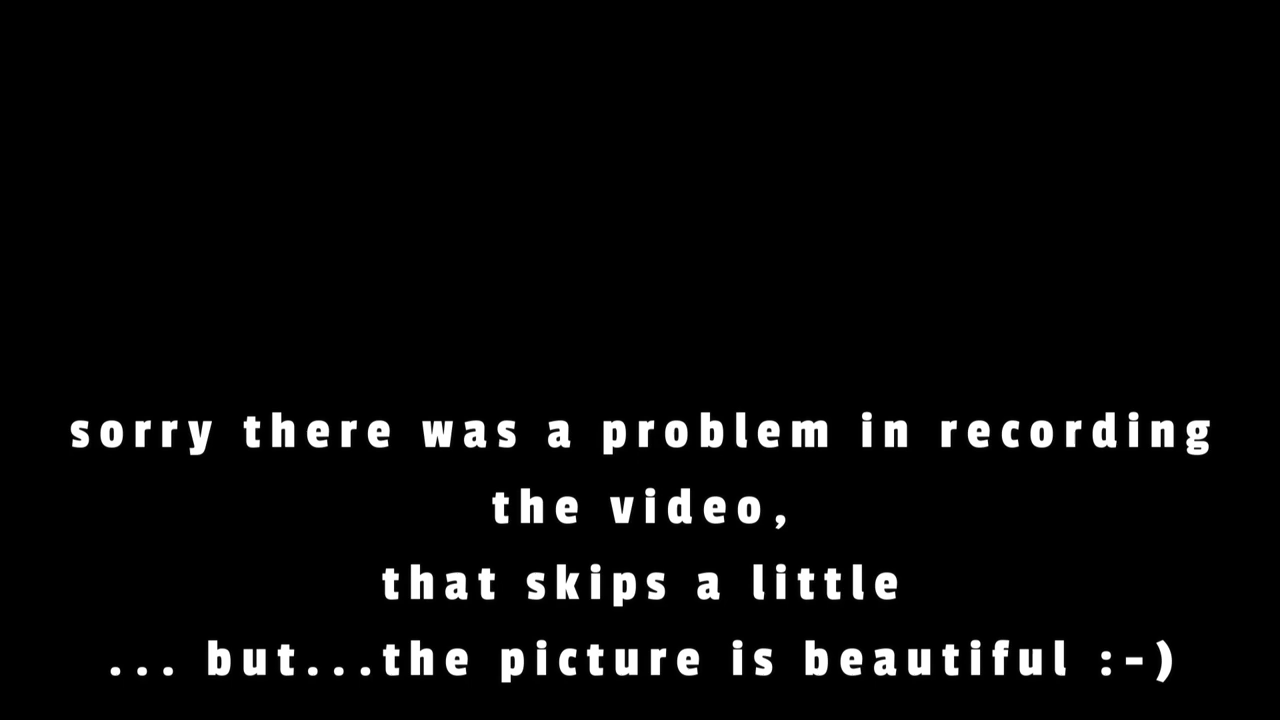 sorry there was a problem in recording
the video,
that skips a little
... but...the picture is beautiful :-)